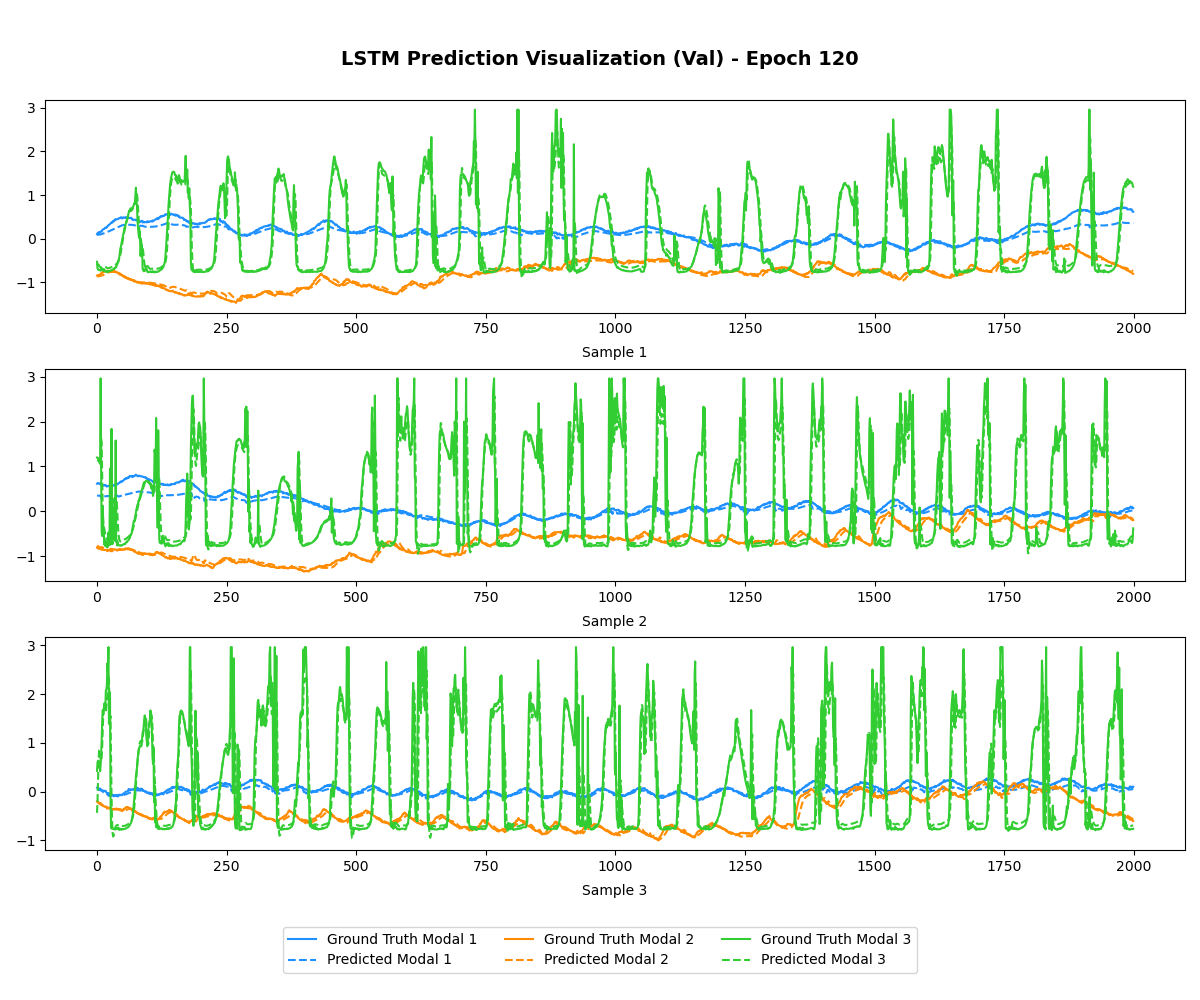 LSTM Prediction Visualization (Val) - Epoch 120
3
2
1
0
−1
0 250 500 750 1000 1250 1500 1750 2000
Sample 1
3
2
1
0
−1
0 250 500 750 1000 1250 1500 1750 2000
Sample 2
3
2
1
0
−1
0 250 500 750 1000 1250 1500 1750 2000
Sample 3
Ground Truth Modal 1 Ground Truth Modal 2 Ground Truth Modal 3
Predicted Modal 1 Predicted Modal 2 Predicted Modal 3